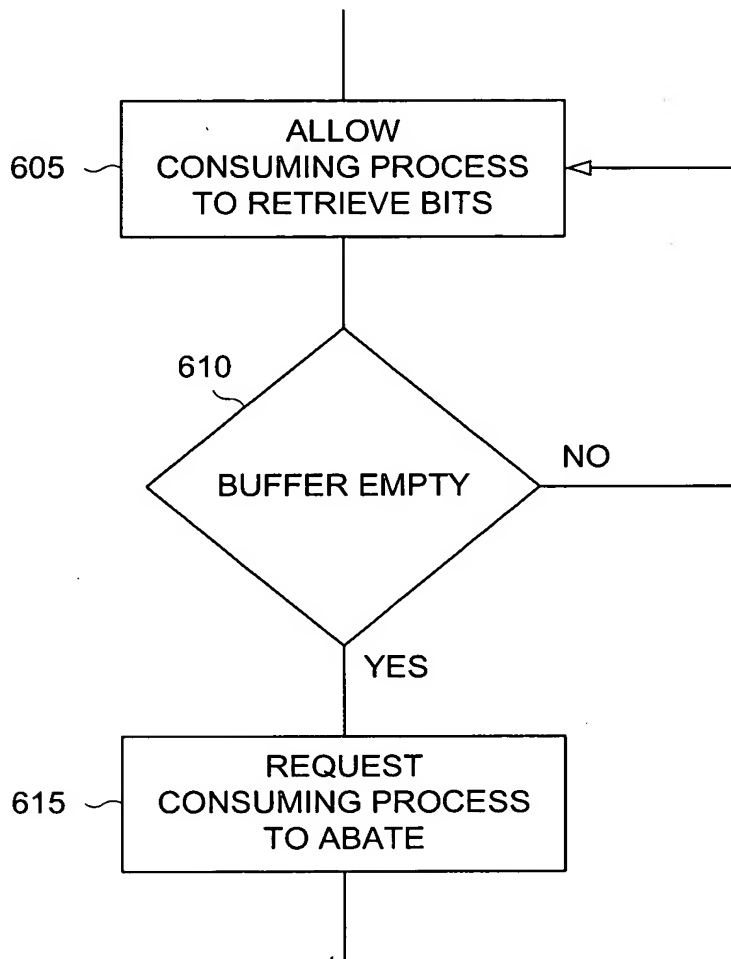 ALLOW
CONSUMING PROCESS
TO RETRIEVE BITS
605
610
BUFFER EMPTY
NO
YES
REQUEST
CONSUMING PROCESS
TO ABATE
615